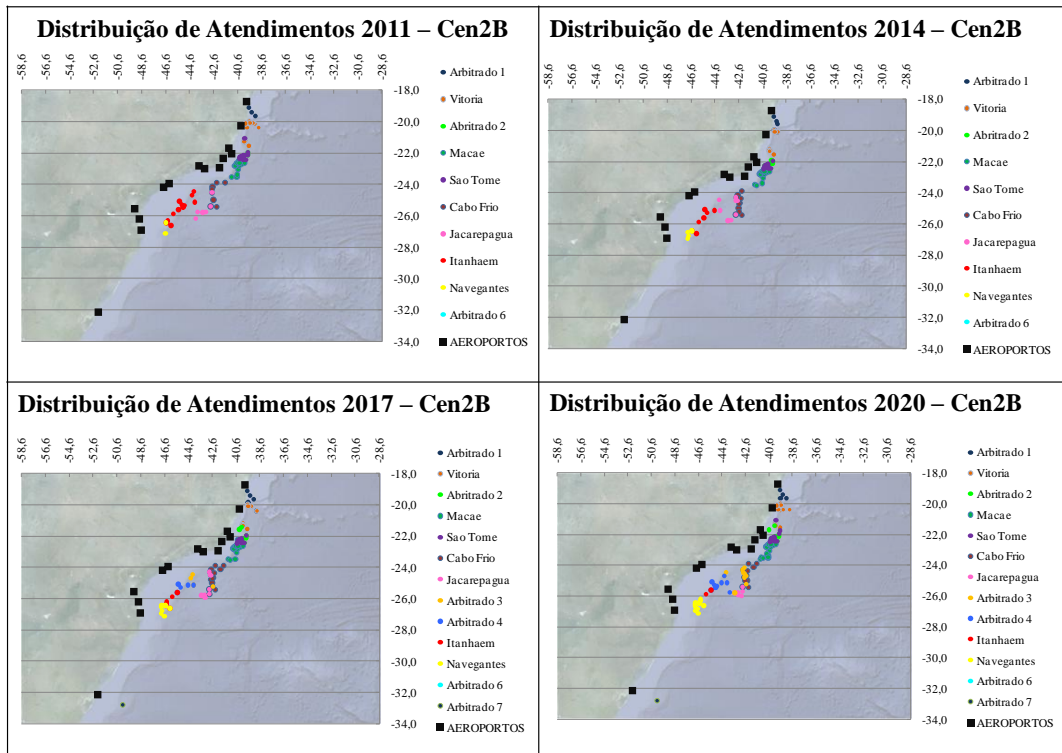 Distribuição de Atendimentos 2011 – Cen2B
-58,6
-56,6
-54,6
-52,6
-50,6
-48,6
-46,6
-44,6
-42,6
-40,6
-38,6
-36,6
-34,6
-32,6
-30,6
-28,6
-18,0
-20,0
-22,0
-24,0
-26,0
-28,0
-30,0
-32,0
-34,0
Arbitrado 1
Vitoria
Abritrado 2
Macae
Sao Tome
Cabo Frio
Jacarepagua
Itanhaem
Navegantes
Arbitrado 6
AEROPORTOS
Distribuição de Atendimentos 2014 – Cen2B
-58,6
-56,6
-54,6
-52,6
-50,6
-48,6
-46,6
-44,6
-42,6
-40,6
-38,6
-36,6
-34,6
-32,6
-30,6
-28,6
-18,0
-20,0
-22,0
-24,0
-26,0
-28,0
-30,0
-32,0
-34,0
Arbitrado 1
Vitoria
Abritrado 2
Macae
Sao Tome
Cabo Frio
Jacarepagua
Itanhaem
Navegantes
Arbitrado 6
AEROPORTOS
Distribuição de Atendimentos 2017 – Cen2B
-58,6
-56,6
-54,6
-52,6
-50,6
-48,6
-46,6
-44,6
-42,6
-40,6
-38,6
-36,6
-34,6
-32,6
-30,6
-28,6
-18,0
-20,0
-22,0
-24,0
-26,0
-28,0
-30,0
-32,0
-34,0
Arbitrado 1
Vitoria
Abritrado 2
Macae
Sao Tome
Cabo Frio
Jacarepagua
Arbitrado 3
Arbitrado 4
Itanhaem
Navegantes
Arbitrado 6
Arbitrado 7
AEROPORTOS
Distribuição de Atendimentos 2020 – Cen2B
-58,6
-56,6
-54,6
-52,6
-50,6
-48,6
-46,6
-44,6
-42,6
-40,6
-38,6
-36,6
-34,6
-32,6
-30,6
-28,6
-18,0
-20,0
-22,0
-24,0
-26,0
-28,0
-30,0
-32,0
-34,0
Arbitrado 1
Vitoria
Abritrado 2
Macae
Sao Tome
Cabo Frio
Jacarepagua
Arbitrado 3
Arbitrado 4
Itanhaem
Navegantes
Arbitrado 6
Arbitrado 7
AEROPORTOS